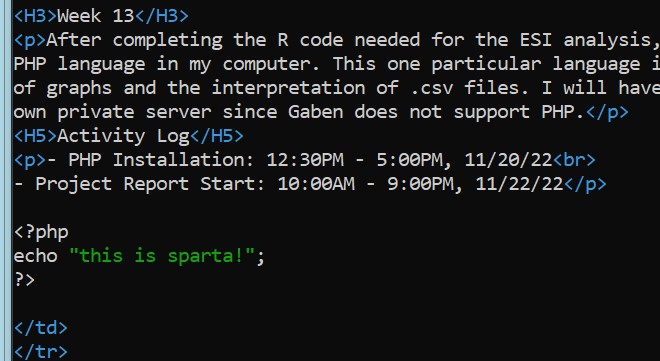 <H3>Week 13</H3>
<p>After completing the R code needed for the ESI analysis,
PHP language in my computer. This one particular language i
of graphs and the interpretation of .csv files. I will have
own private server since Gaben does not support PHP.</p>
<H5>Activity Log</H5>
<p>- PHP Installation: 12:30PM - 5:00PM, 11/20/22<br>
- Project Report Start: 10:00AM - 9:00PM, 11/22/22</p>
<?php
echo "this is sparta!";
?>
</td>
</tr>